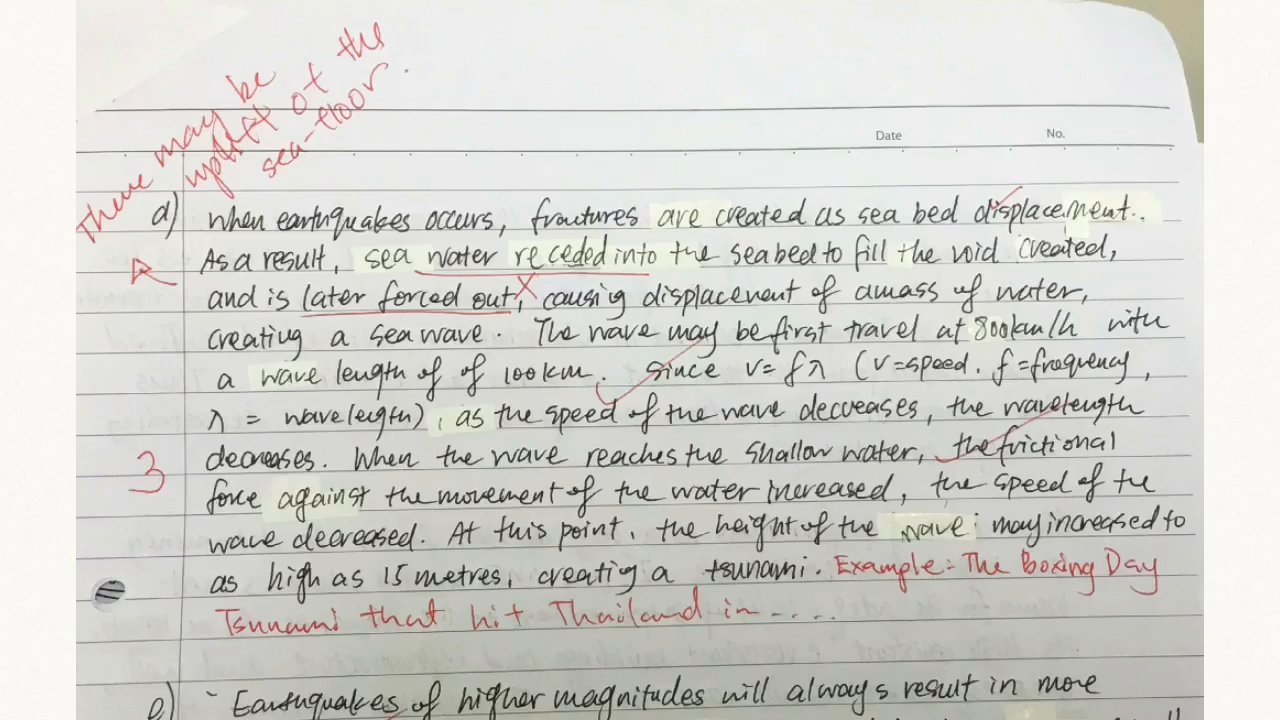 There may be
uplift of the
sea-floor.
Date
No.
d) When earthquakes occurs, fractures are created as sea bed displacement.
As a result, sea water receded into the sea bed to fill the void created,
and is later forced out, causing displacement of a mass of water,
creating a sea wave. The wave may be first travel at 800km/h with
a wave length of of 100km. Since v= fλ (v=speed. f=frequency,
λ = wavelength), as the speed of the wave decreases, the wavelength
decreases. When the wave reaches the shallow water, the frictional
3
force against the movement of the water increased, the speed of the
wave decreased. At this point, the height of the wave may increased to
as high as 15 metres, creatig a tsunami. Example: The Boxing Day
Tsunami that hit Thailand in ....
e) - Earthquakes of higher magnitudes will always result in more